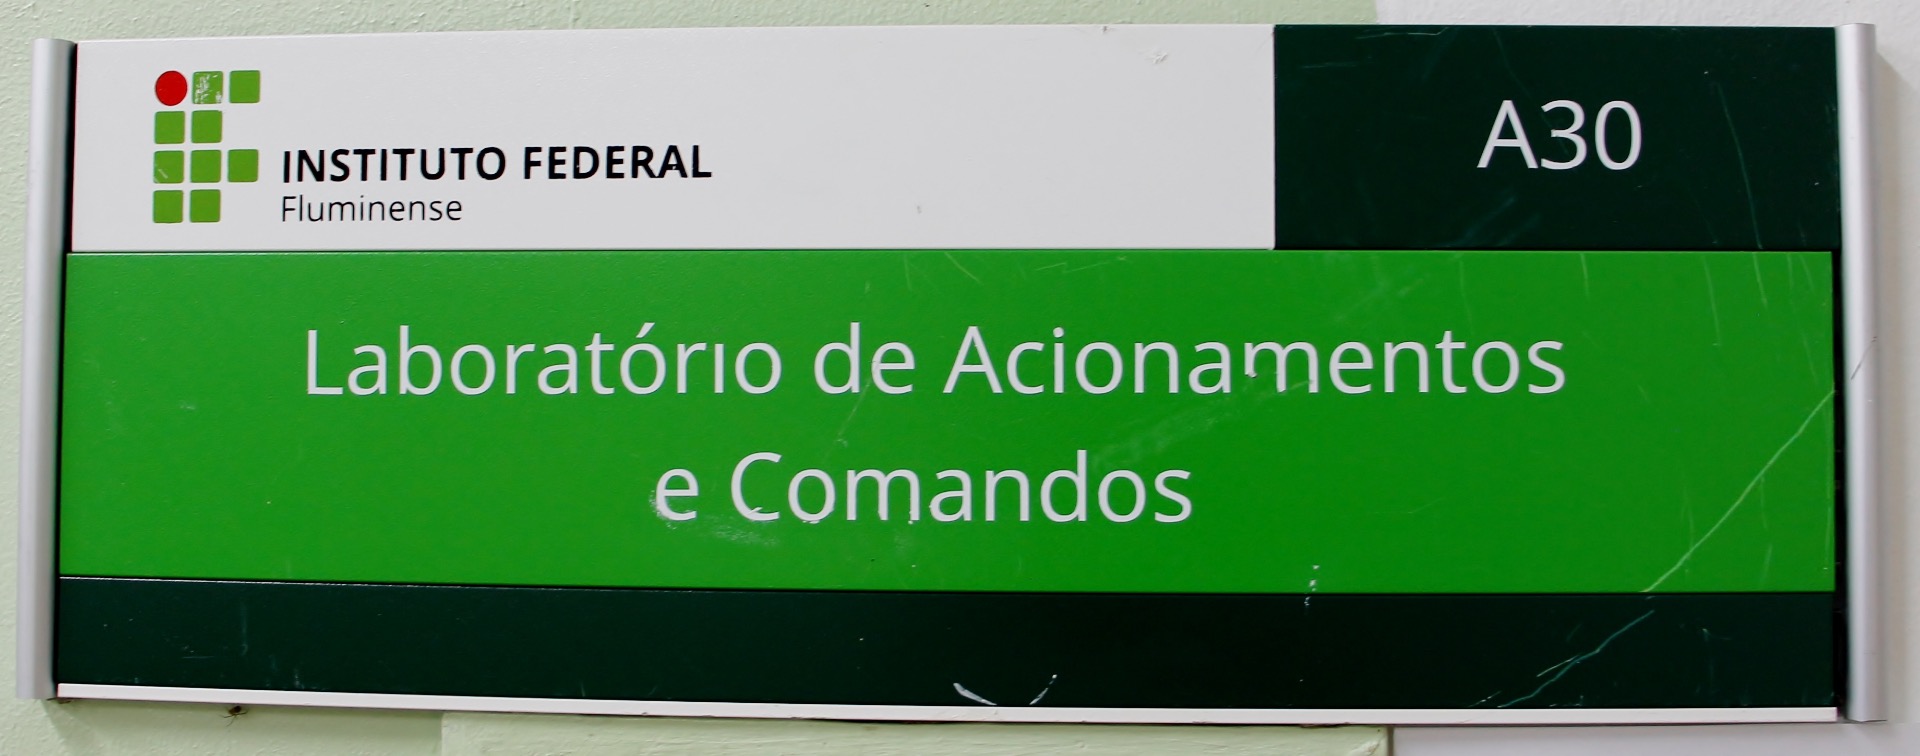 INSTITUTO FEDERAL
Fluminense
A30
Laboratório de Acionamentos
e Comandos